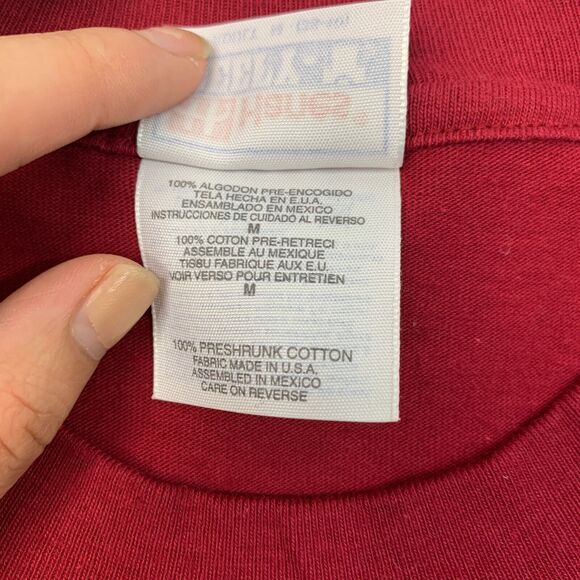 Hanes
100% ALGODON PRE-ENCOGIDO
TELA HECHA EN E.U.A.
ENSAMBLADO EN MEXICO
INSTRUCCIONES DE CUIDADO AL REVERSO
M
100% COTON PRE-RETRECI
ASSEMBLE AU MEXIQUE
TISSU FABRIQUE AUX E.U.
VOIR VERSO POUR ENTRETIEN
M
100% PRESHRUNK COTTON
FABRIC MADE IN U.S.A.
ASSEMBLED IN MEXICO
CARE ON REVERSE